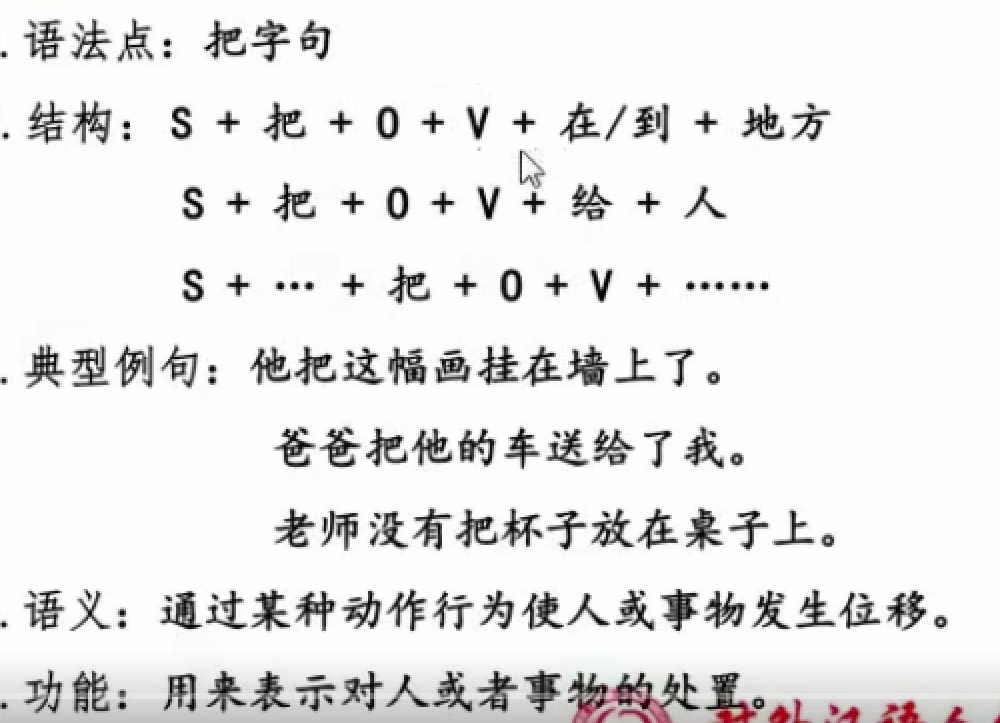 . 语法点：把字句
. 结构：S + 把 + O + V + 在/到 + 地方
S + 把 + O + V + 给 + 人
S + … + 把 + O + V + ……
. 典型例句：他把这幅画挂在墙上了。
爸爸把他的车送给了我。
老师没有把杯子放在桌子上。
. 语义：通过某种动作行为使人或事物发生位移。
. 功能：用来表示对人或者事物的处置。